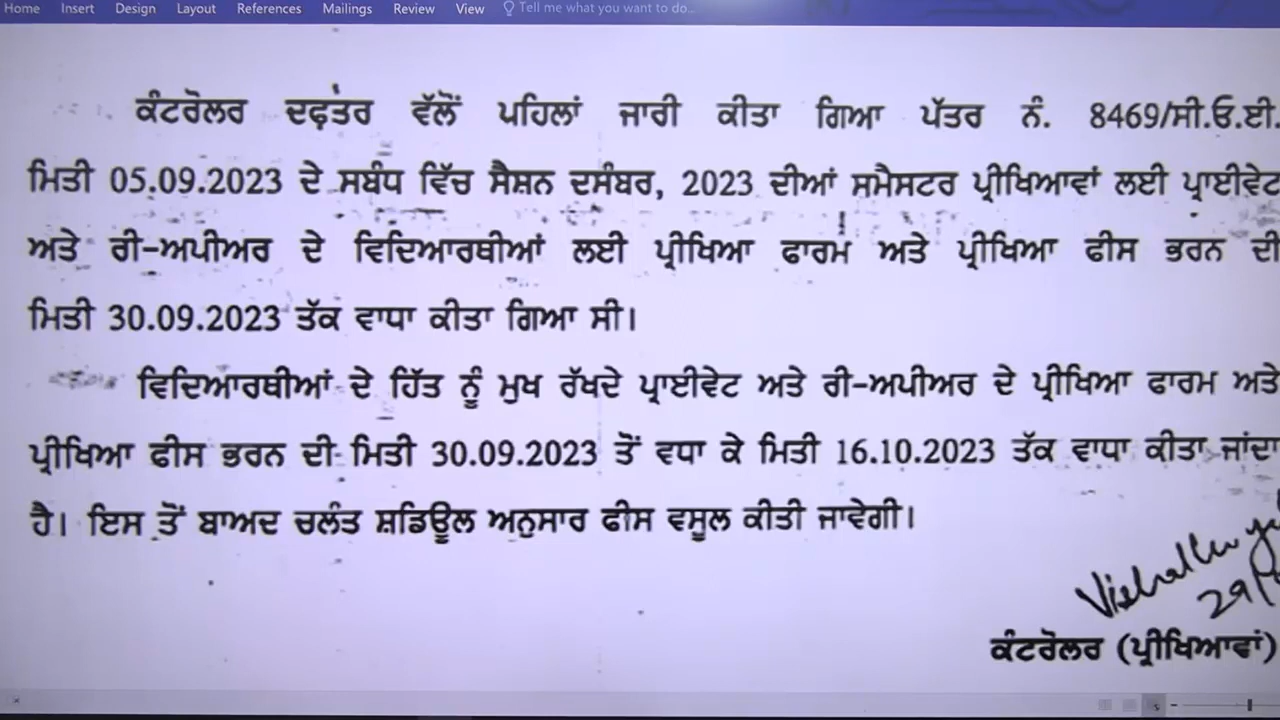 Home Insert Design Layout References Mailings Review View Tell me what you want to do...
ਕੰਟਰੋਲਰ ਦਫ਼ਤਰ ਵੱਲੋਂ ਪਹਿਲਾਂ ਜਾਰੀ ਕੀਤਾ ਗਿਆ ਪੱਤਰ ਨੰ. 8469/ਸੀ.ਓ.ਈ.
ਮਿਤੀ 05.09.2023 ਦੇ ਸਬੰਧ ਵਿੱਚ ਸੈਸ਼ਨ ਦਸੰਬਰ, 2023 ਦੀਆਂ ਸਮੈਸਟਰ ਪ੍ਰੀਖਿਆਵਾਂ ਲਈ ਪ੍ਰਾਈਵੇਟ
ਅਤੇ ਰੀ-ਅਪੀਅਰ ਦੇ ਵਿਦਿਆਰਥੀਆਂ ਲਈ ਪ੍ਰੀਖਿਆ ਫਾਰਮ ਅਤੇ ਪ੍ਰੀਖਿਆ ਫੀਸ ਭਰਨ ਦੀ
ਮਿਤੀ 30.09.2023 ਤੱਕ ਵਾਧਾ ਕੀਤਾ ਗਿਆ ਸੀ।
ਵਿਦਿਆਰਥੀਆਂ ਦੇ ਹਿੱਤ ਨੂੰ ਮੁਖ ਰੱਖਦੇ ਪ੍ਰਾਈਵੇਟ ਅਤੇ ਰੀ-ਅਪੀਅਰ ਦੇ ਪ੍ਰੀਖਿਆ ਫਾਰਮ ਅਤੇ
ਪ੍ਰੀਖਿਆ ਫੀਸ ਭਰਨ ਦੀ ਮਿਤੀ 30.09.2023 ਤੋਂ ਵਧਾ ਕੇ ਮਿਤੀ 16.10.2023 ਤੱਕ ਵਾਧਾ ਕੀਤਾ ਜਾਂਦਾ
ਹੈ। ਇਸ ਤੋਂ ਬਾਅਦ ਚਲੰਤ ਸ਼ਡਿਊਲ ਅਨੁਸਾਰ ਫੀਸ ਵਸੂਲ ਕੀਤੀ ਜਾਵੇਗੀ।
ਕੰਟਰੋਲਰ (ਪ੍ਰੀਖਿਆਵਾਂ)